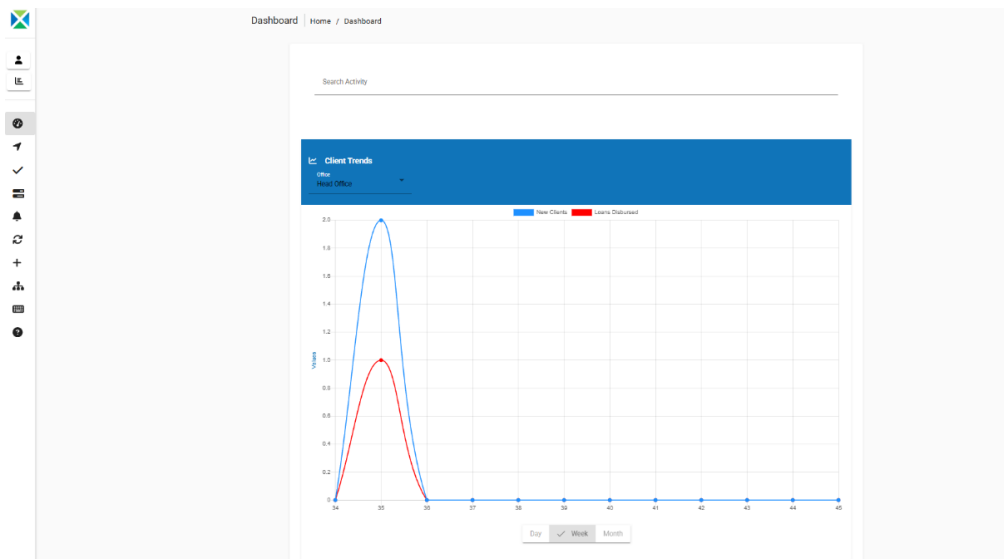 Dashboard Home / Dashboard
Search Activity
Client Trends
Office
Head Office
New Clients Loans Disbursed
Values
2.0
1.8
1.6
1.4
1.2
1.0
0.8
0.6
0.4
0.2
0
34 35 36 37 38 39 40 41 42 43 44 45
Day Week Month